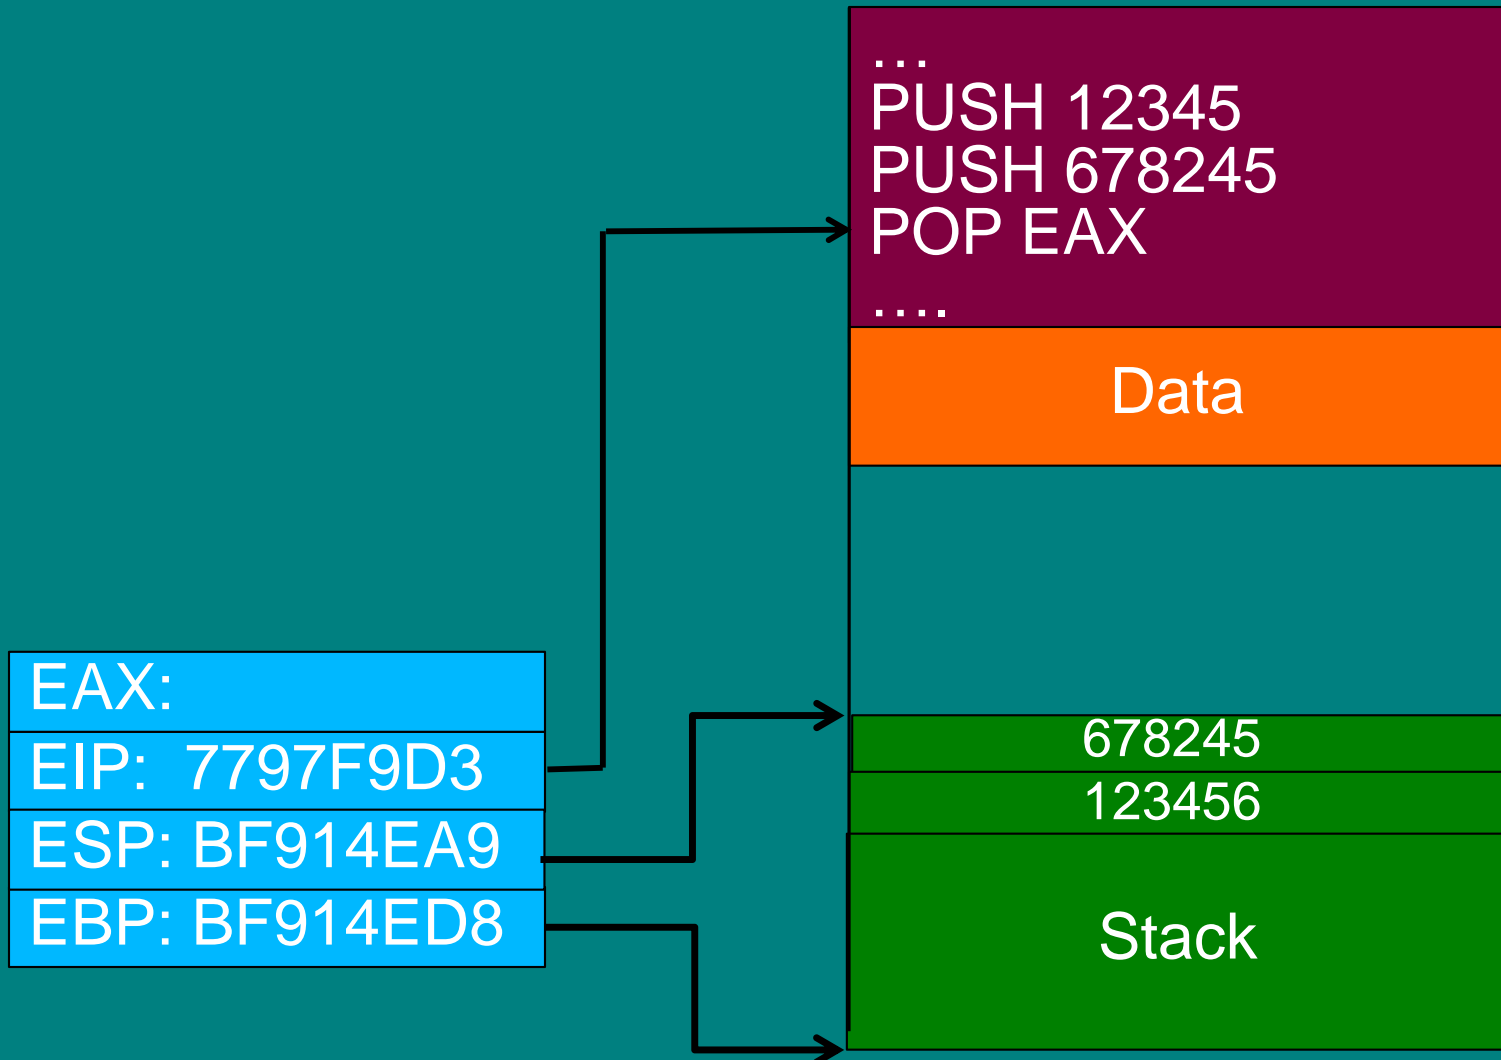 …
PUSH 12345
PUSH 678245
POP EAX
….
Data
EAX:
EIP: 7797F9D3
ESP: BF914EA9
EBP: BF914ED8
678245
123456
Stack